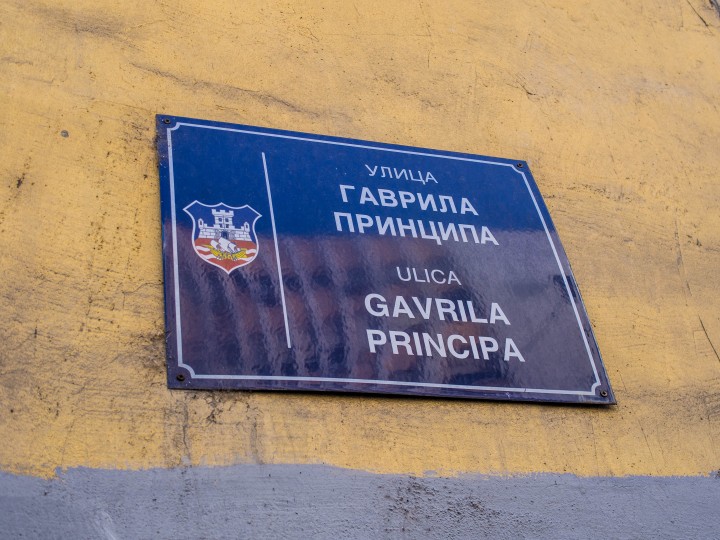 УЛИЦА
ГАВРИЛА
ПРИНЦИПА
ULICA
GAVRILA
PRINCIPA